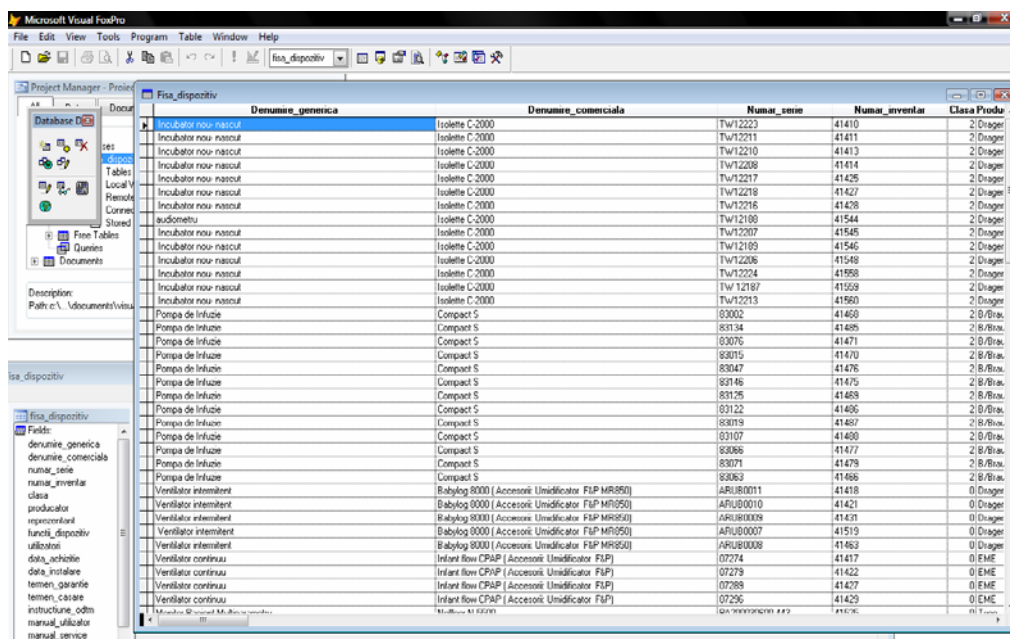 Microsoft Visual FoxPro
File Edit View Tools Program Table Window Help
fisa_dispozitiv
Project Manager - Proiec
All Docum
Database D
ses
dispoz
Tables
Local V
Remote
Connec
Stored
Free Tables
Queries
Documents
Description:
Path: c:\...\documents\visua
Fisa_dispozitiv
Denumire_generica Denumire_comerciala Numar_serie Numar_inventar Clasa Produ
Incubator nou- nascut Isolette C-2000 TW12223 41410 2 Drager
Incubator nou- nascut Isolette C-2000 TW12211 41411 2 Drager
Incubator nou- nascut Isolette C-2000 TW12210 41413 2 Drager
Incubator nou- nascut Isolette C-2000 TW12208 41414 2 Drager
Incubator nou- nascut Isolette C-2000 TW12217 41425 2 Drager
Incubator nou- nascut Isolette C-2000 TW12218 41427 2 Drager
Incubator nou- nascut Isolette C-2000 TW12216 41428 2 Drager
audiometru Isolette C-2000 TW12188 41544 2 Drager
Incubator nou- nascut Isolette C-2000 TW12207 41545 2 Drager
Incubator nou- nascut Isolette C-2000 TW12189 41546 2 Drager
Incubator nou- nascut Isolette C-2000 TW12206 41548 2 Drager
Incubator nou- nascut Isolette C-2000 TW12224 41558 2 Drager
Incubator nou- nascut Isolette C-2000 TW 12187 41559 2 Drager
Incubator nou- nascut Isolette C-2000 TW12213 41560 2 Drager
Pompa de Infuzie Compact S 83002 41468 2 B/Brau
Pompa de Infuzie Compact S 83134 41485 2 B/Brau
Pompa de Infuzie Compact S 83076 41471 2 B/Brau
Pompa de Infuzie Compact S 83015 41470 2 B/Brau
Pompa de Infuzie Compact S 83047 41476 2 B/Brau
Pompa de Infuzie Compact S 83146 41475 2 B/Brau
Pompa de Infuzie Compact S 83125 41469 2 B/Brau
Pompa de Infuzie Compact S 83122 41486 2 B/Brau
Pompa de Infuzie Compact S 83019 41487 2 B/Brau
Pompa de Infuzie Compact S 83107 41488 2 B/Brau
Pompa de Infuzie Compact S 83066 41477 2 B/Brau
Pompa de Infuzie Compact S 83071 41479 2 B/Brau
Pompa de Infuzie Compact S 83063 41466 2 B/Brau
Ventilator intermitent Babylog 8000 ( Accesorii: Umidificator F&P MR850) ARUB0011 41418 0 Drager
Ventilator intermitent Babylog 8000 ( Accesorii: Umidificator F&P MR850) ARUB0010 41421 0 Drager
Ventilator intermitent Babylog 8000 ( Accesorii: Umidificator F&P MR850) ARUB0009 41431 0 Drager
Ventilator intermitent Babylog 8000 ( Accesorii: Umidificator F&P MR850) ARUB0007 41519 0 Drager
Ventilator intermitent Babylog 8000 ( Accesorii: Umidificator F&P MR850) ARUB0008 41463 0 Drager
Ventilator continuu Infant flow CPAP ( Accesorii: Umidificator F&P) 07274 41417 0 EME
Ventilator continuu Infant flow CPAP ( Accesorii: Umidificator F&P) 07279 41422 0 EME
Ventilator continuu Infant flow CPAP ( Accesorii: Umidificator F&P) 07289 41427 0 EME
Ventilator continuu Infant flow CPAP ( Accesorii: Umidificator F&P) 07296 41429 0 EME
isa_dispozitiv
fisa_dispozitiv
Fields:
denumire_generica
denumire_comerciala
numar_serie
numar_inventar
clasa
producator
reprezentant
functii_dispozitiv
utilizatori
data_achizitie
data_instalare
termen_garantie
termen_casare
instructiune_odtm
manual_utilizator
manual_service